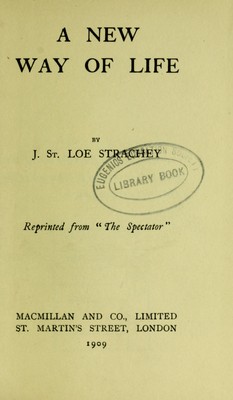 A NEW
WAY OF LIFE
BY
J. St. LOE STRACHEY
EUGENICS
LIBRARY BOOK
Reprinted from "The Spectator"
MACMILLAN AND CO., LIMITED
ST. MARTIN'S STREET, LONDON
1909